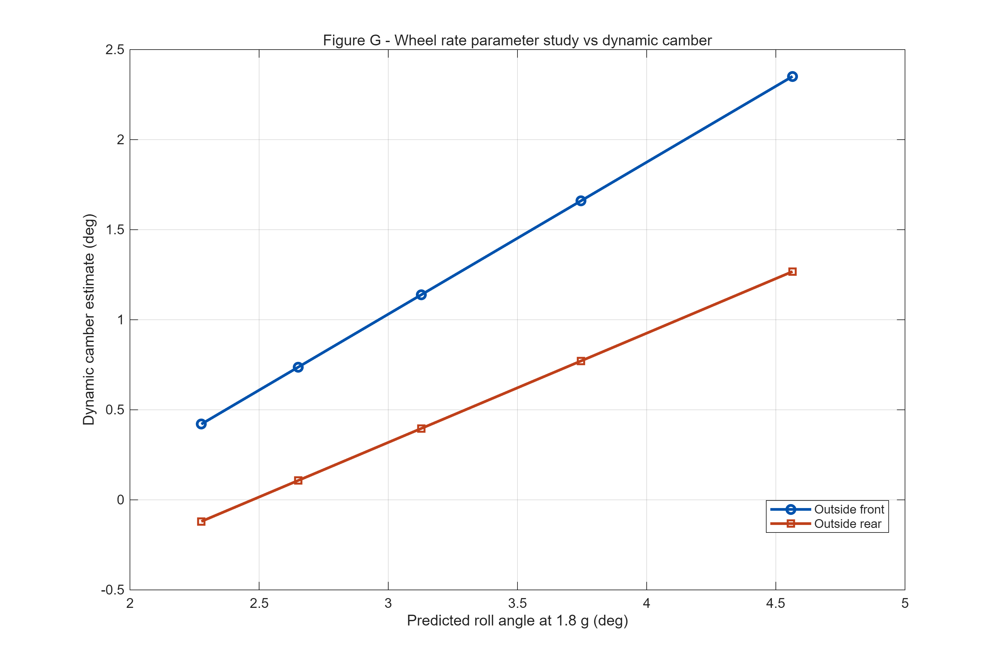 Figure G - Wheel rate parameter study vs dynamic camber
2.5
2
1.5
1
0.5
0
-0.5
Dynamic camber estimate (deg)
Outside front
Outside rear
2 2.5 3 3.5 4 4.5 5
Predicted roll angle at 1.8 g (deg)